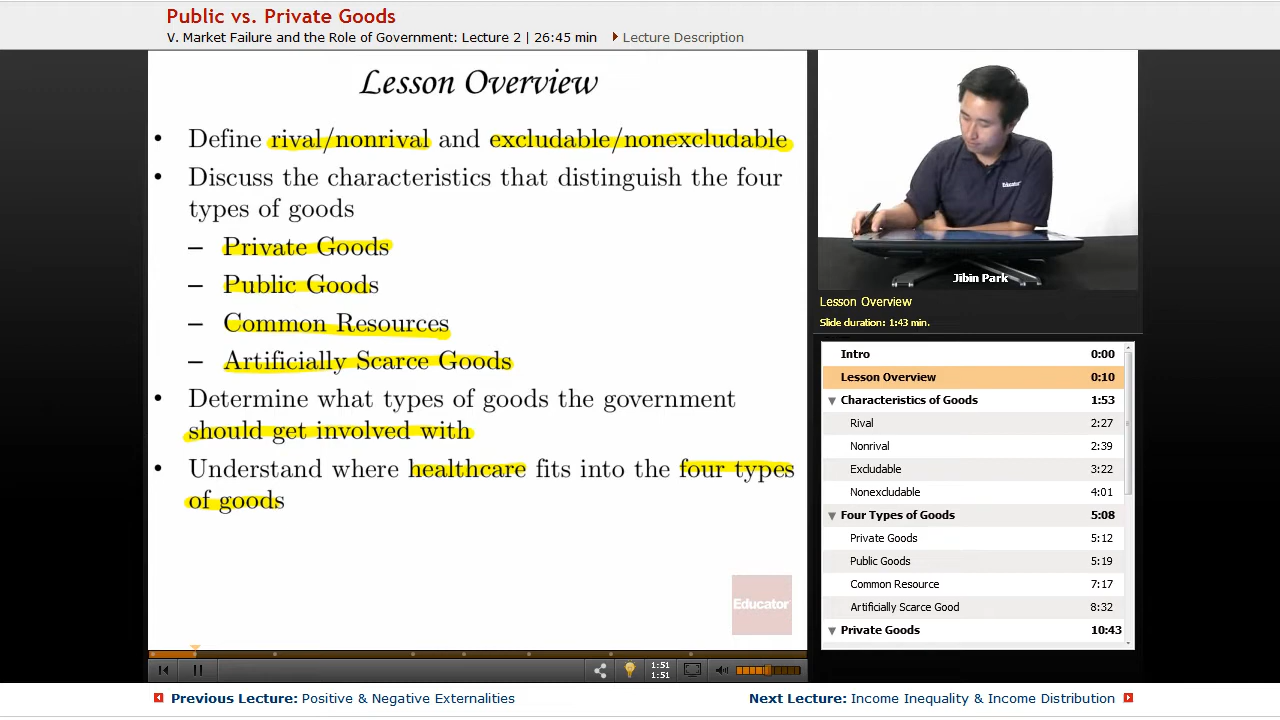 Public vs. Private Goods
V. Market Failure and the Role of Government: Lecture 2 | 26:45 min
Lecture Description
Lesson Overview
• Define rival/nonrival and excludable/nonexcludable
• Discuss the characteristics that distinguish the four
types of goods
– Private Goods
– Public Goods
– Common Resources
– Artificially Scarce Goods
• Determine what types of goods the government
should get involved with
• Understand where healthcare fits into the four types
of goods
Educator
Educator
Jibin Park
Lesson Overview
Slide duration: 1:43 min.
Intro 0:00
Lesson Overview 0:10
Characteristics of Goods 1:53
Rival 2:27
Nonrival 2:39
Excludable 3:22
Nonexcludable 4:01
Four Types of Goods 5:08
Private Goods 5:12
Public Goods 5:19
Common Resource 7:17
Artificially Scarce Good 8:32
Private Goods 10:43
1:51
1:51
Previous Lecture: Positive & Negative Externalities
Next Lecture: Income Inequality & Income Distribution